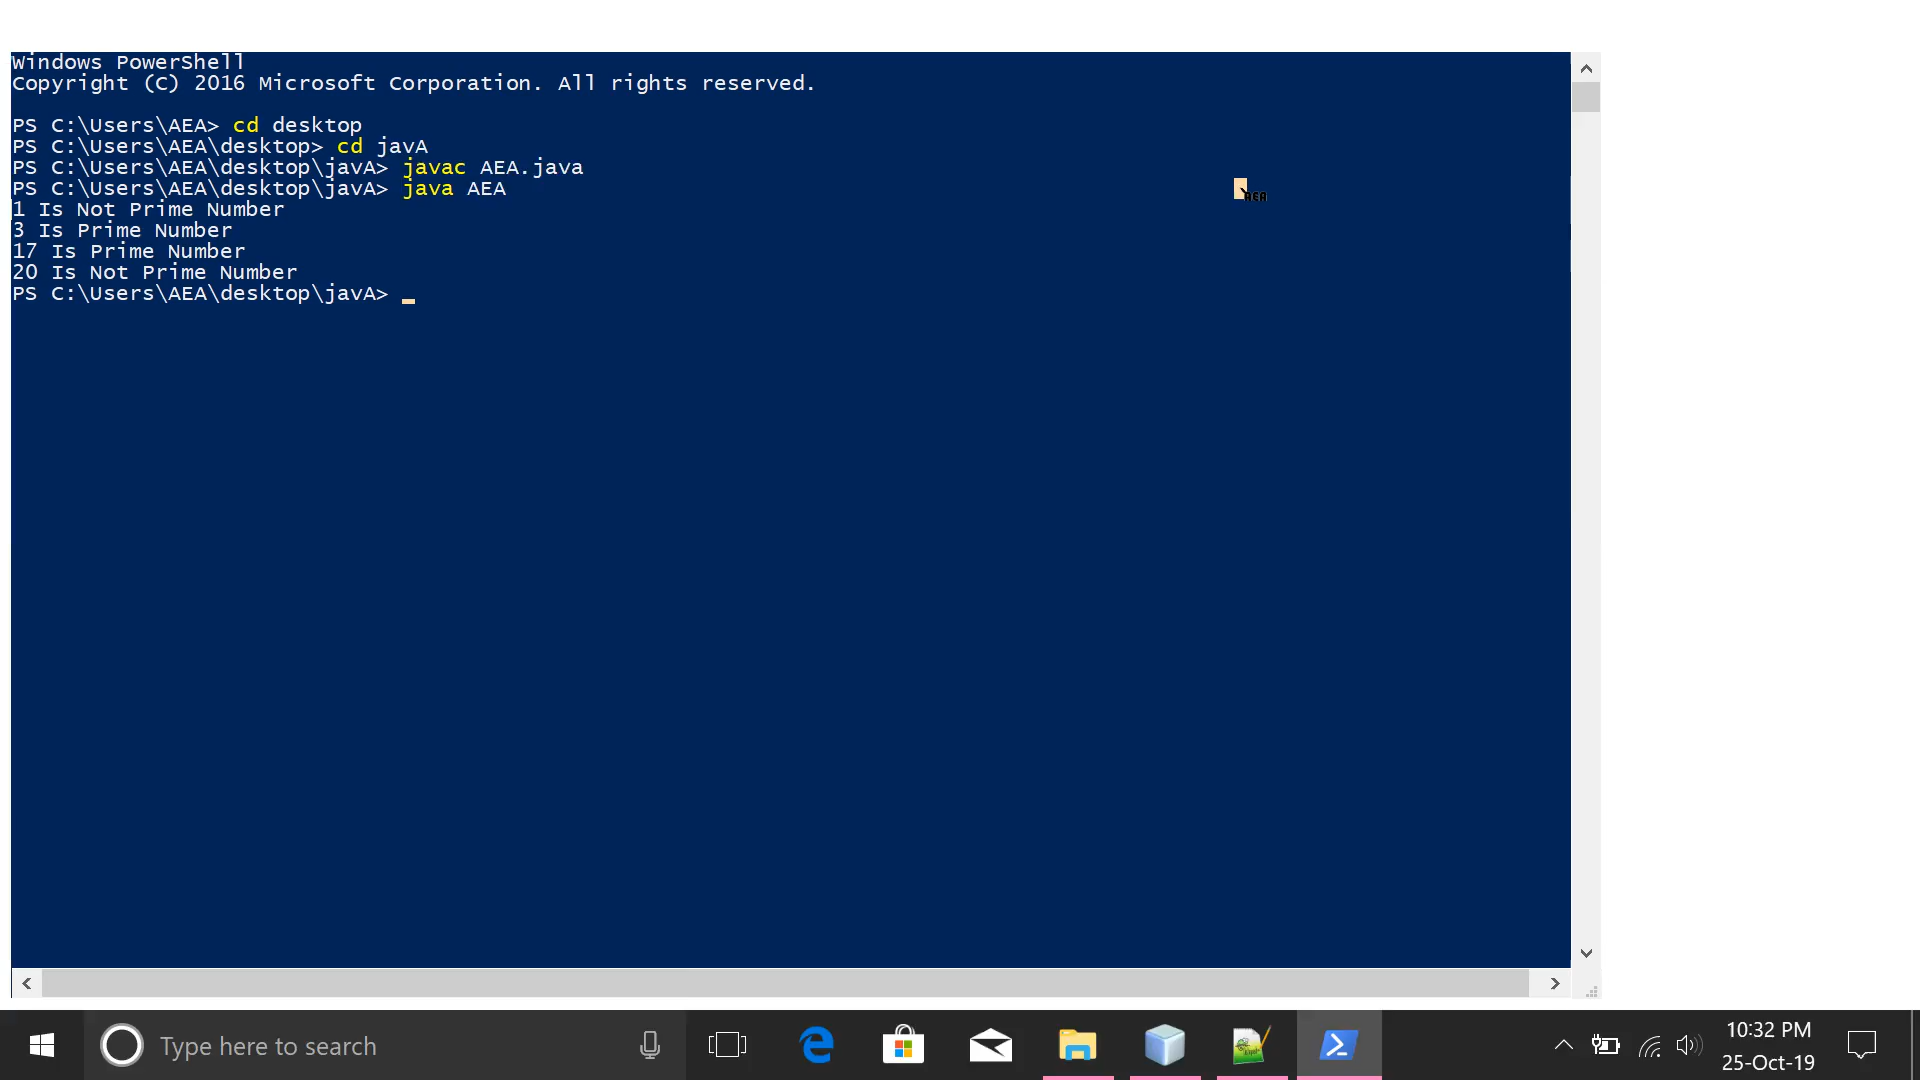 Windows PowerShell
Copyright (C) 2016 Microsoft Corporation. All rights reserved.
PS C:\Users\AEA> cd desktop
PS C:\Users\AEA\desktop> cd javA
PS C:\Users\AEA\desktop\javA> javac AEA.java
PS C:\Users\AEA\desktop\javA> java AEA
AEA
1 Is Not Prime Number
3 Is Prime Number
17 Is Prime Number
20 Is Not Prime Number
PS C:\Users\AEA\desktop\javA>
Type here to search
10:32 PM
25-Oct-19